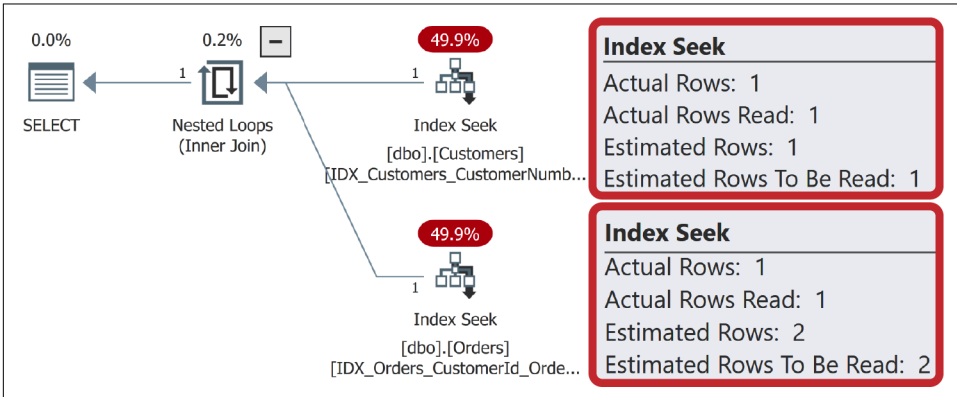 0.0%
SELECT
1
0.2%
Nested Loops
(Inner Join)
1
49.9%
Index Seek
[dbo].[Customers]
[IDX_Customers_CustomerNumb...
Index Seek
Actual Rows: 1
Actual Rows Read: 1
Estimated Rows: 1
Estimated Rows To Be Read: 1
1
49.9%
Index Seek
[dbo].[Orders]
[IDX_Orders_CustomerId_Orde...
Index Seek
Actual Rows: 1
Actual Rows Read: 1
Estimated Rows: 2
Estimated Rows To Be Read: 2